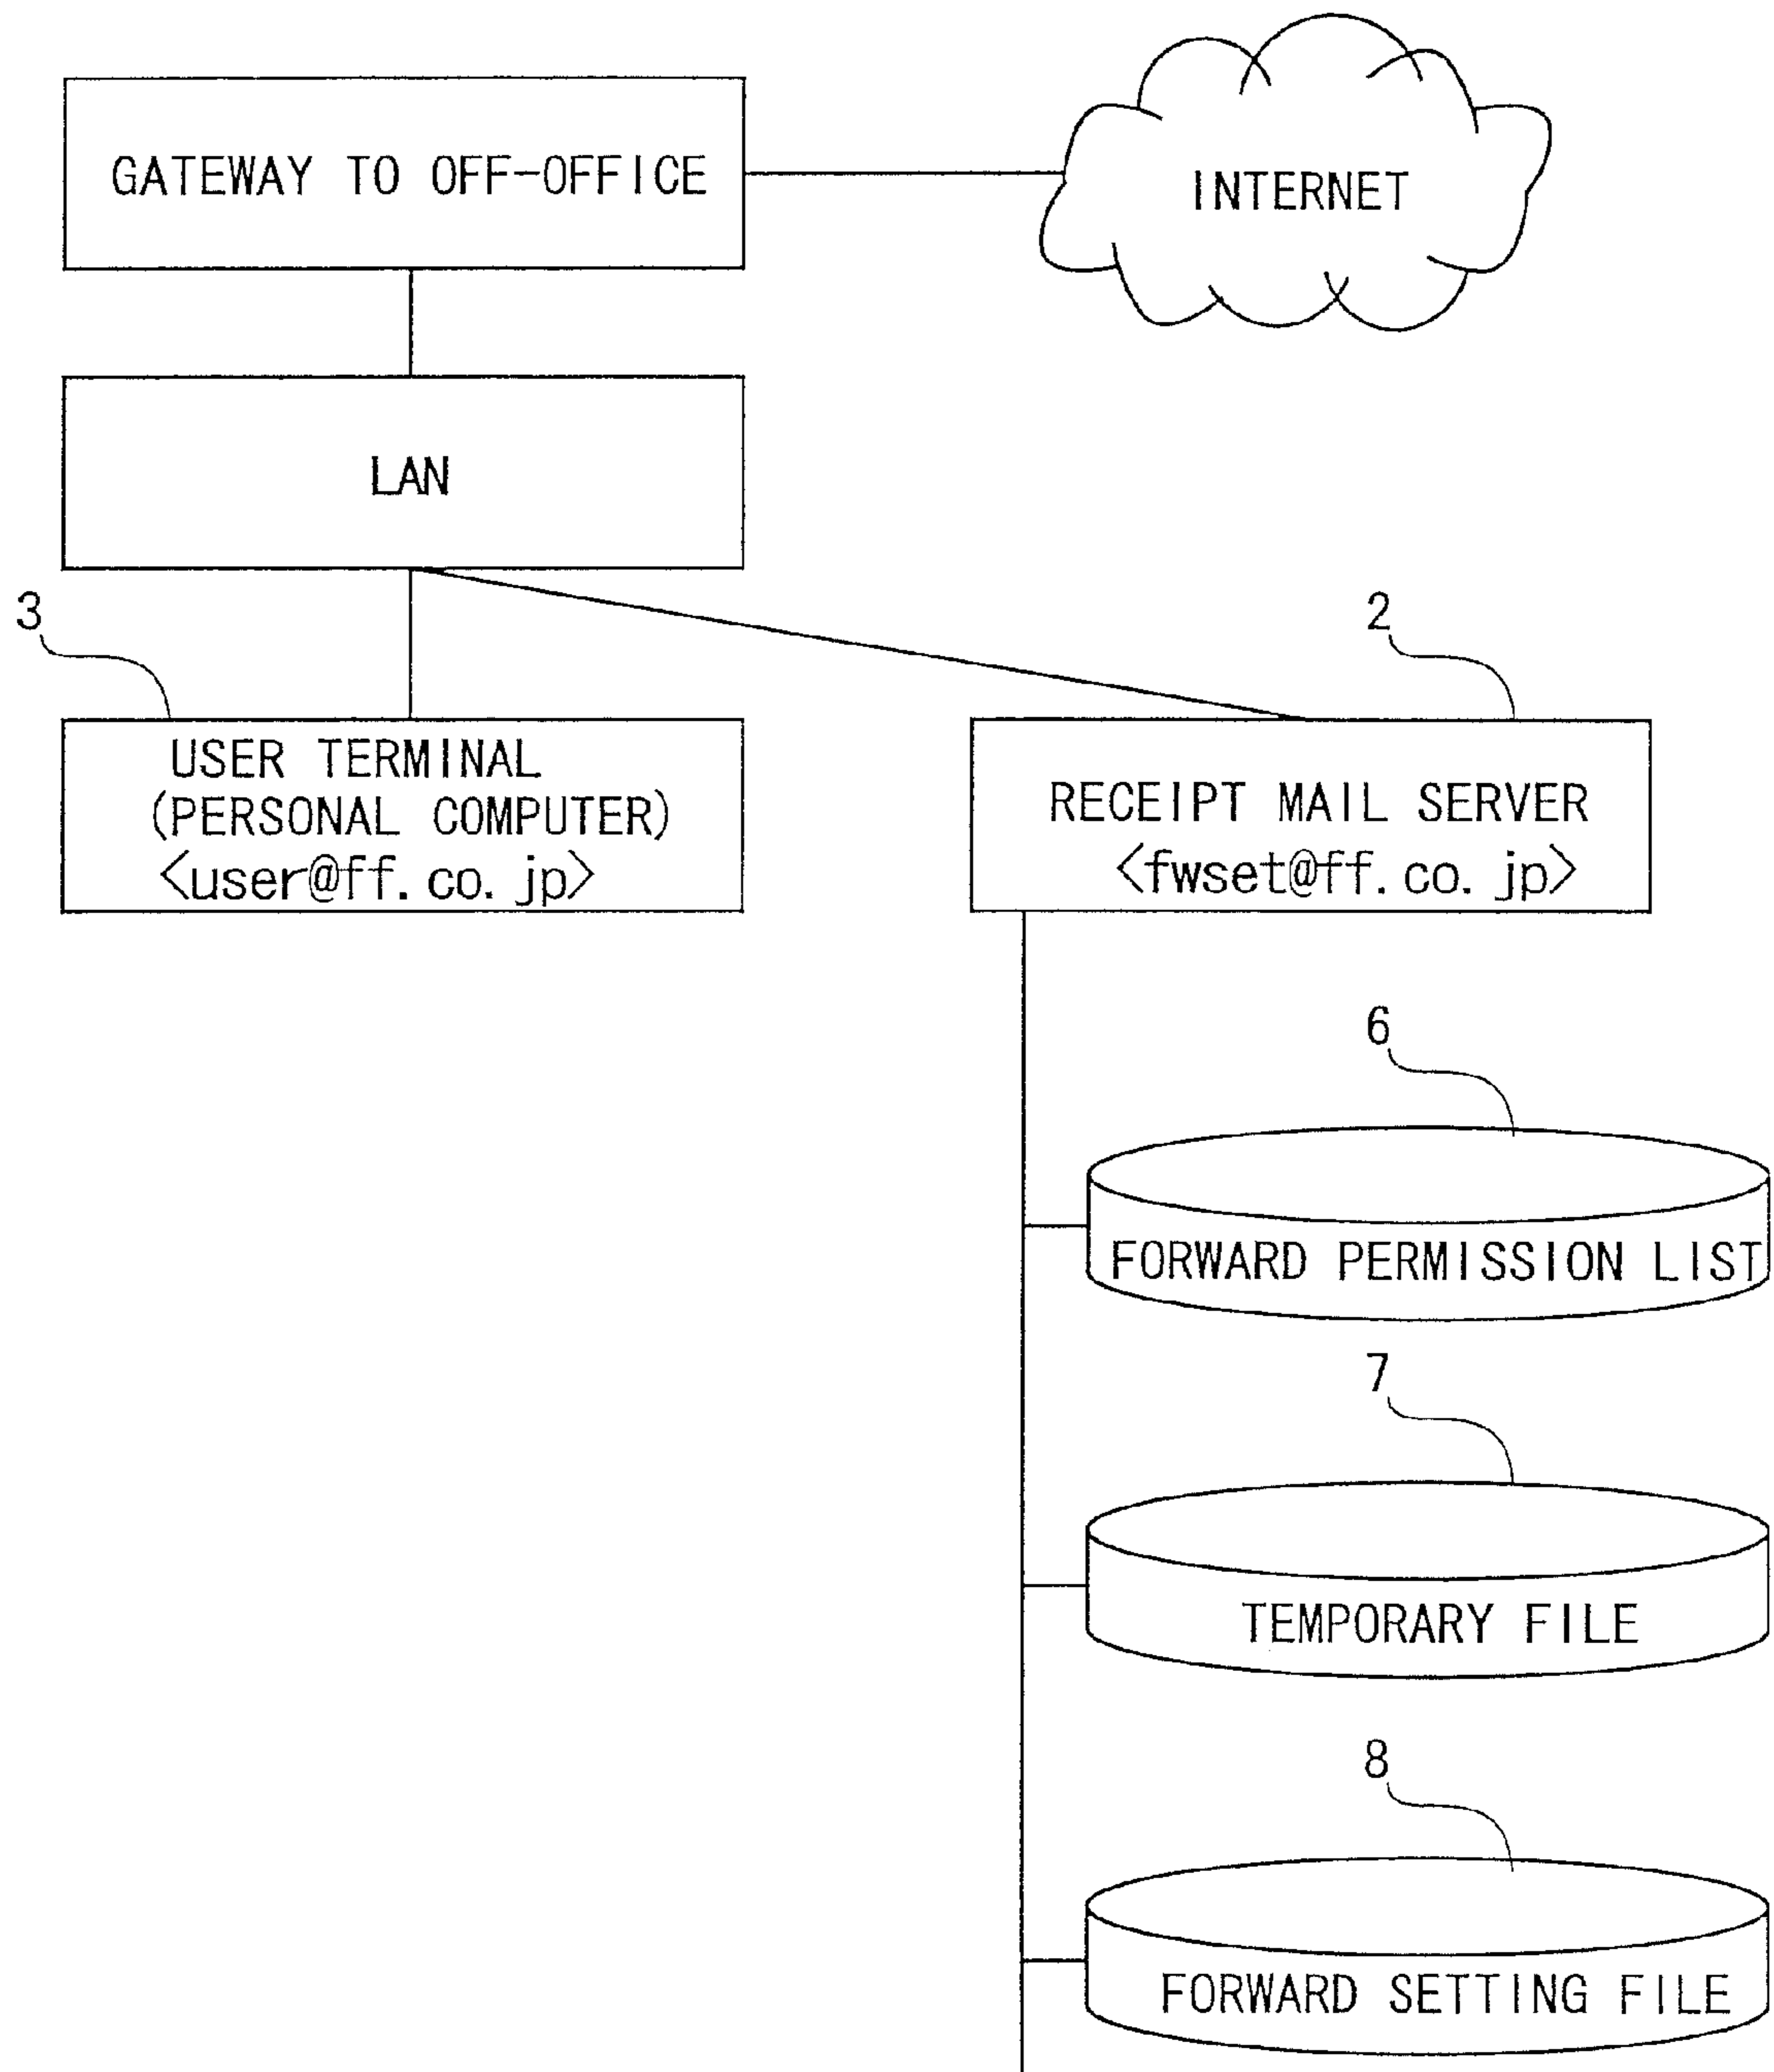 GATEWAY TO OFF-OFFICE
INTERNET
LAN
3
2
USER TERMINAL
(PERSONAL COMPUTER)
<user@ff.co.jp>
RECEIPT MAIL SERVER
<fwset@ff.co.jp>
6
FORWARD PERMISSION LIST
7
TEMPORARY FILE
8
FORWARD SETTING FILE